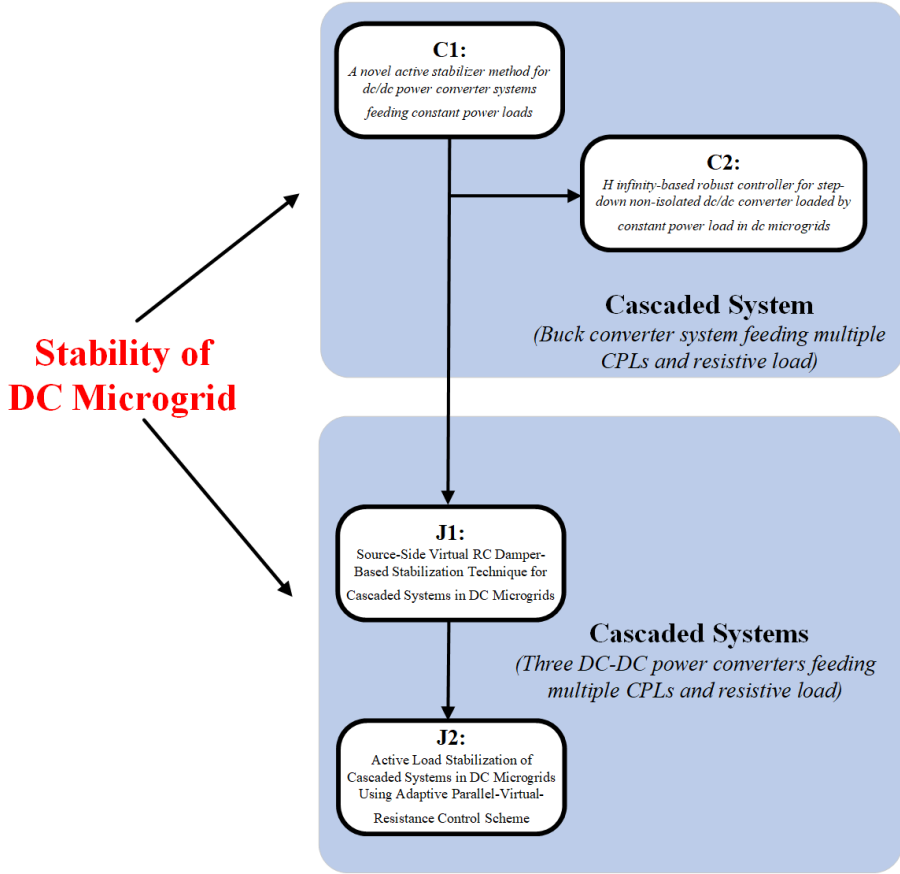 C1:
A novel active stabilizer method for
dc/dc power converter systems
feeding constant power loads
C2:
H infinity-based robust controller for step-
down non-isolated dc/dc converter loaded by
constant power load in dc microgrids
Cascaded System
(Buck converter system feeding multiple
CPLs and resistive load)
Stability of
DC Microgrid
J1:
Source-Side Virtual RC Damper-
Based Stabilization Technique for
Cascaded Systems in DC Microgrids
Cascaded Systems
(Three DC-DC power converters feeding
multiple CPLs and resistive load)
J2:
Active Load Stabilization of
Cascaded Systems in DC Microgrids
Using Adaptive Parallel-Virtual-
Resistance Control Scheme